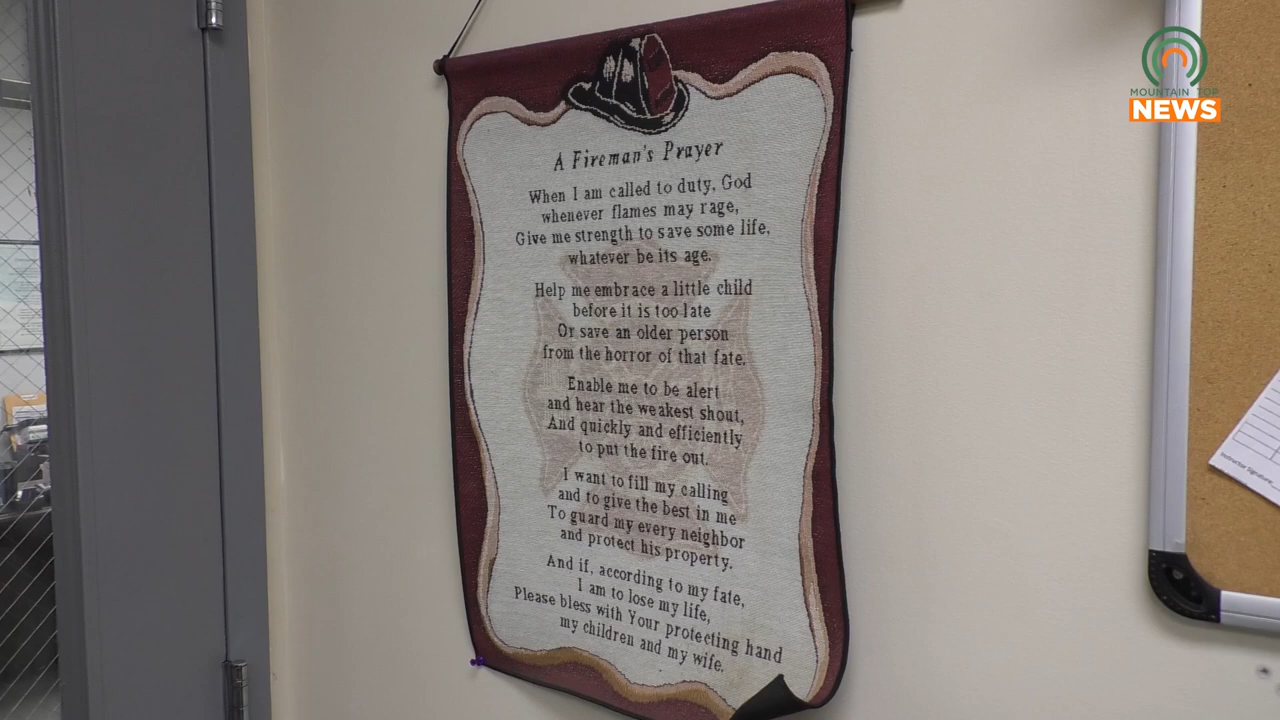 MOUNTAIN TOP
NEWS
A Fireman's Prayer
When I am called to duty, God
whenever flames may rage,
Give me strength to save some life,
whatever be its age.
Help me embrace a little child
before it is too late
Or save an older person
from the horror of that fate.
Enable me to be alert
and hear the weakest shout,
And quickly and efficiently
to put the fire out.
I want to fill my calling
and to give the best in me
To guard my every neighbor
and protect his property.
And if, according to my fate,
I am to lose my life,
Please bless with Your protecting hand
my children and my wife.
Instructor Signature